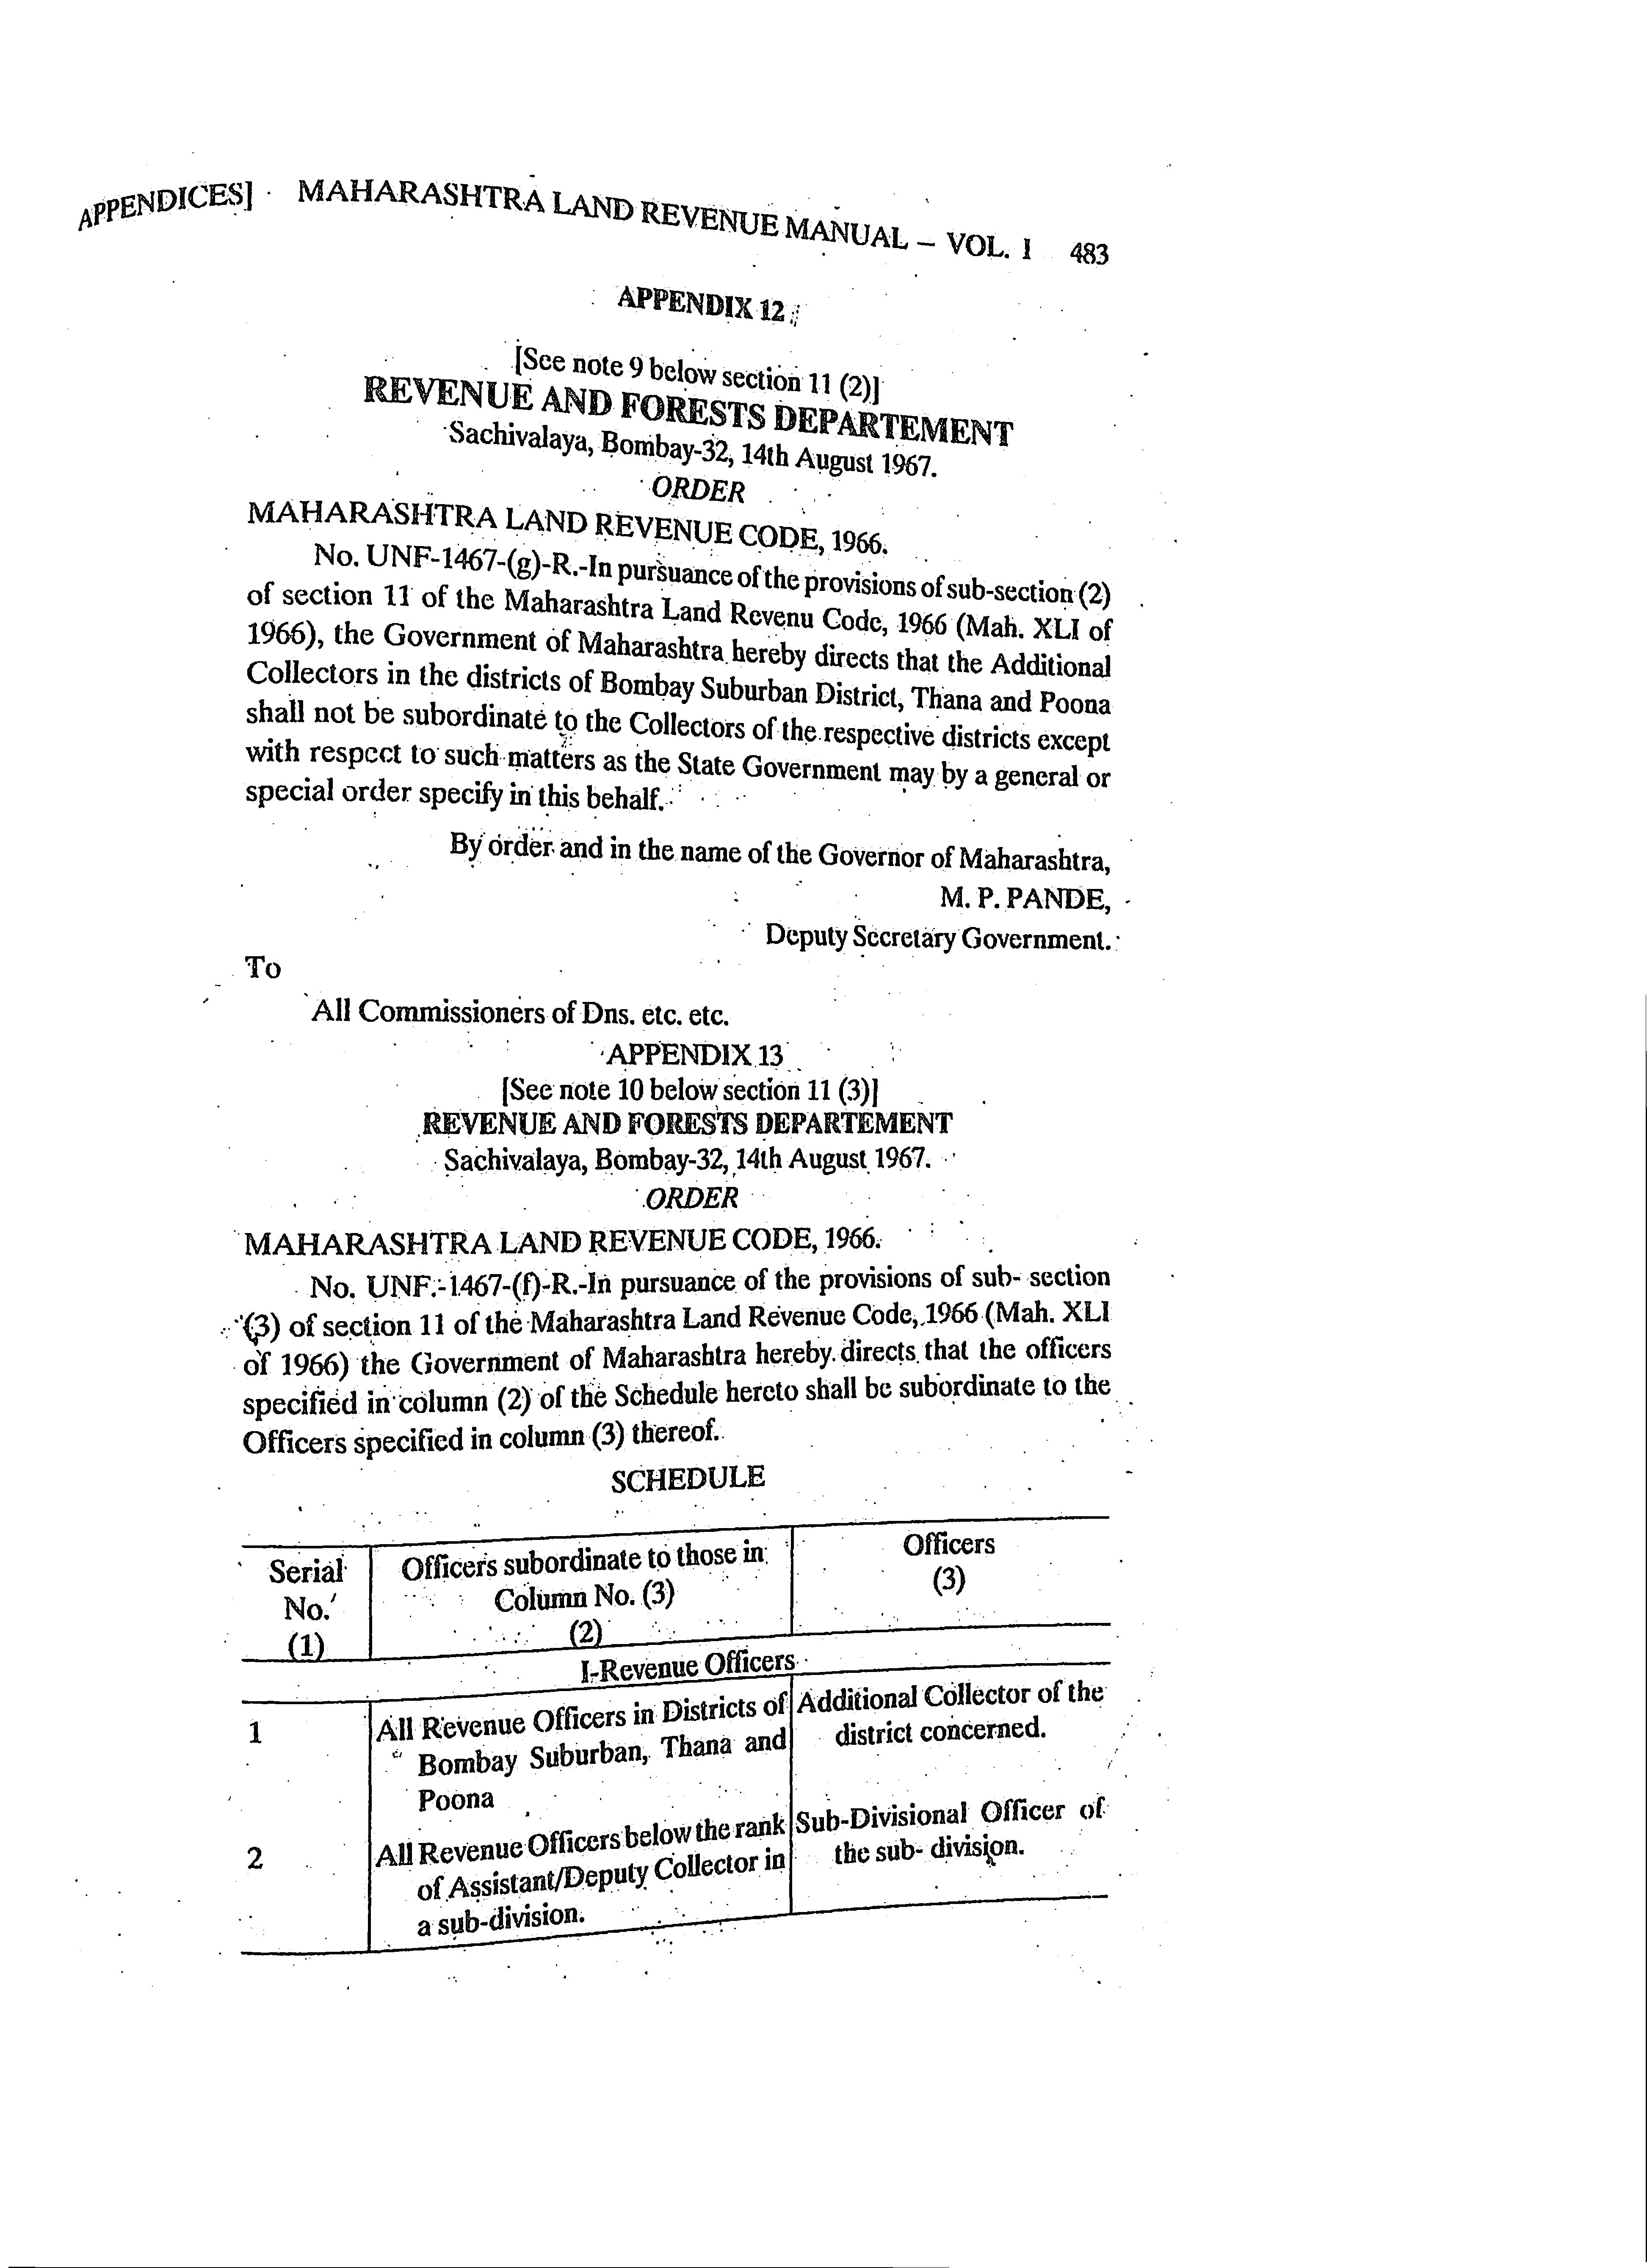 APPENDICES] MAHARASHTRA LAND REVENUE MANUAL – VOL. I 483
APPENDIX 12
[See note 9 below section 11 (2)]
REVENUE AND FORESTS DEPARTEMENT
Sachivalaya, Bombay-32, 14th August 1967.
ORDER
MAHARASHTRA LAND REVENUE CODE, 1966.
No. UNF-1467-(g)-R.-In pursuance of the provisions of sub-section (2)
of section 11 of the Maharashtra Land Revenu Code, 1966 (Mah. XLI of
1966), the Government of Maharashtra hereby directs that the Additional
Collectors in the districts of Bombay Suburban District, Thana and Poona
shall not be subordinate to the Collectors of the respective districts except
with respect to such matters as the State Government may by a general or
special order specify in this behalf.
By order and in the name of the Governor of Maharashtra,
M. P. PANDE,
Deputy Secretary Government.
To
All Commissioners of Dns. etc. etc.
APPENDIX 13
[See note 10 below section 11 (3)]
REVENUE AND FORESTS DEPARTEMENT
Sachivalaya, Bombay-32, 14th August 1967.
ORDER
MAHARASHTRA LAND REVENUE CODE, 1966.
No. UNF.-1467-(f)-R.-In pursuance of the provisions of sub- section
(3) of section 11 of the Maharashtra Land Revenue Code, 1966 (Mah. XLI
of 1966) the Government of Maharashtra hereby directs that the officers
specified in column (2) of the Schedule hereto shall be subordinate to the
Officers specified in column (3) thereof.
SCHEDULE
Serial No. (1) Officers subordinate to those in Column No. (3) (2) Officers (3)
I-Revenue Officers
1 All Revenue Officers in Districts of Additional Collector of the
Bombay Suburban, Thana and district concerned.
Poona
2 All Revenue Officers below the rank Sub-Divisional Officer of
of Assistant/Deputy Collector in the sub- division.
a sub-division.